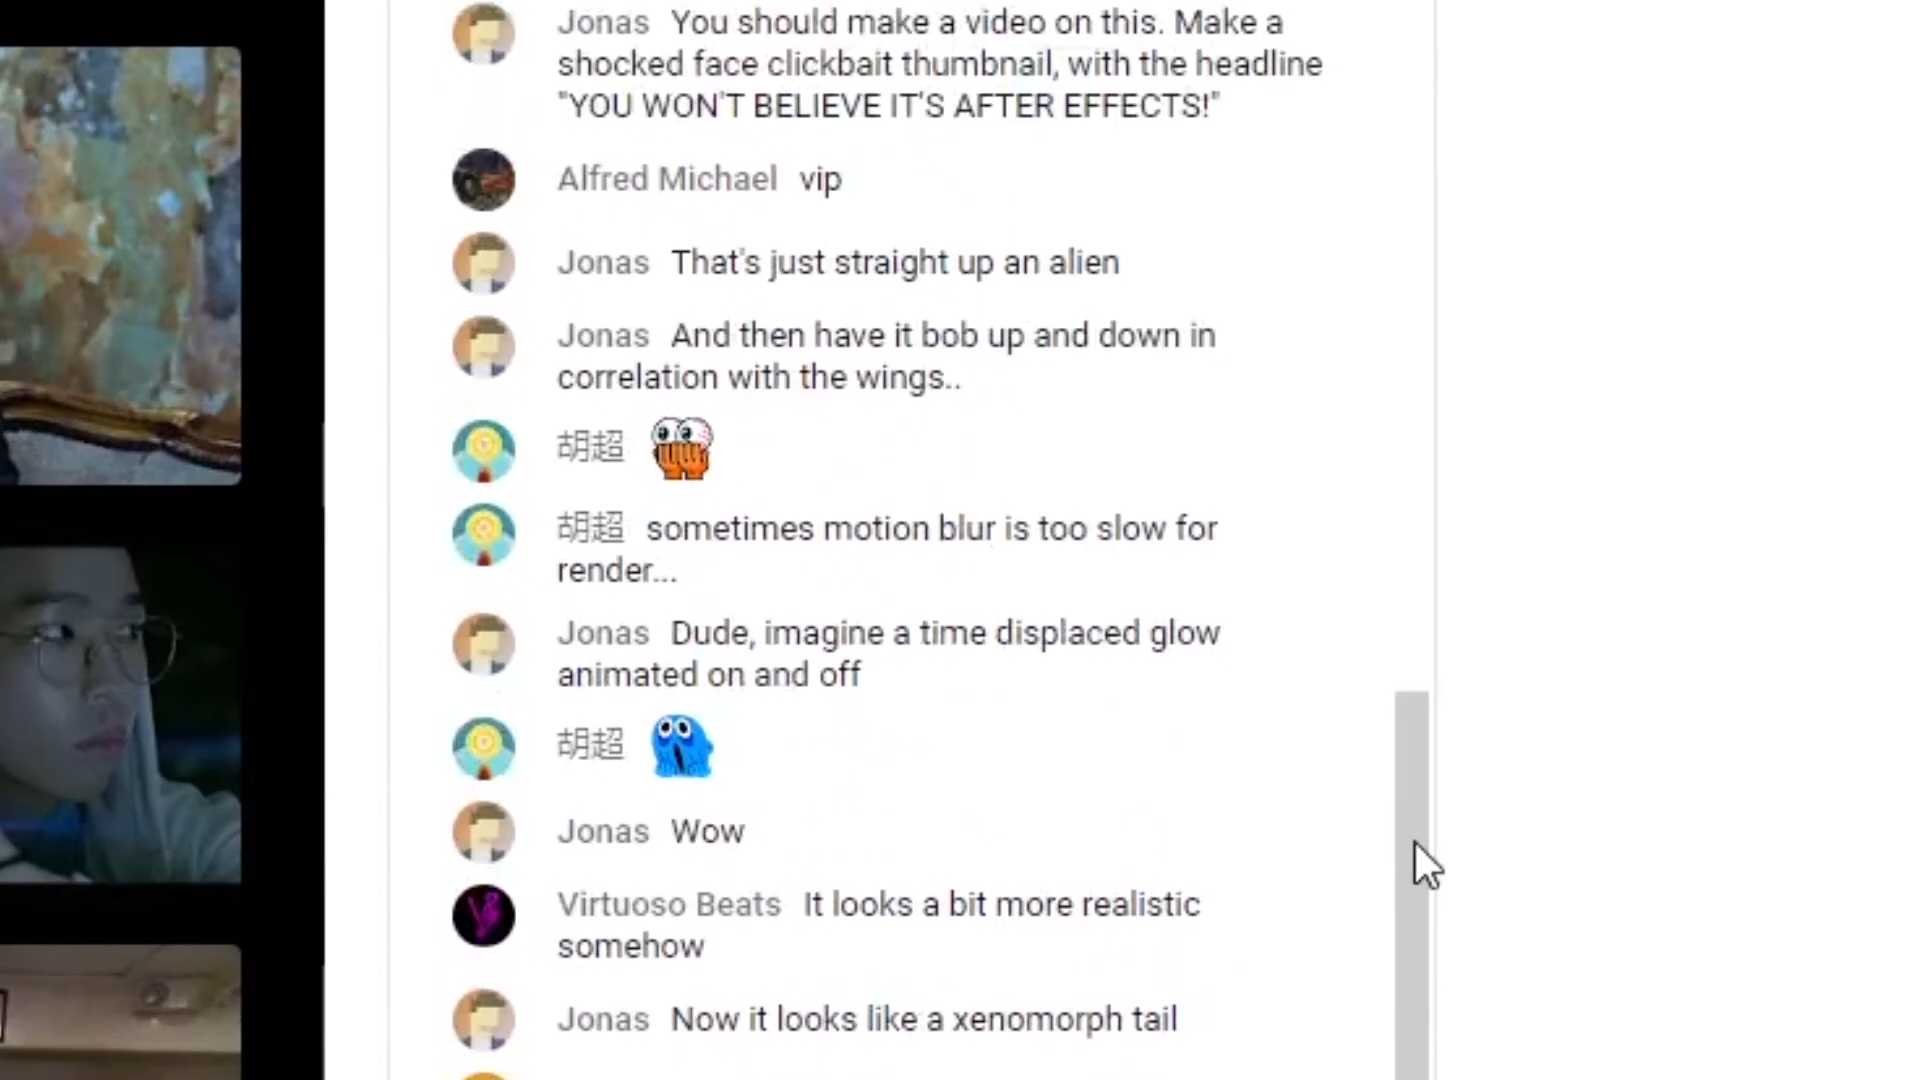 Jonas You should make a video on this. Make a
shocked face clickbait thumbnail, with the headline
"YOU WON'T BELIEVE IT'S AFTER EFFECTS!"
Alfred Michael vip
Jonas That's just straight up an alien
Jonas And then have it bob up and down in
correlation with the wings..
胡超
胡超 sometimes motion blur is too slow for
render...
Jonas Dude, imagine a time displaced glow
animated on and off
胡超
Jonas Wow
Virtuoso Beats It looks a bit more realistic
somehow
Jonas Now it looks like a xenomorph tail